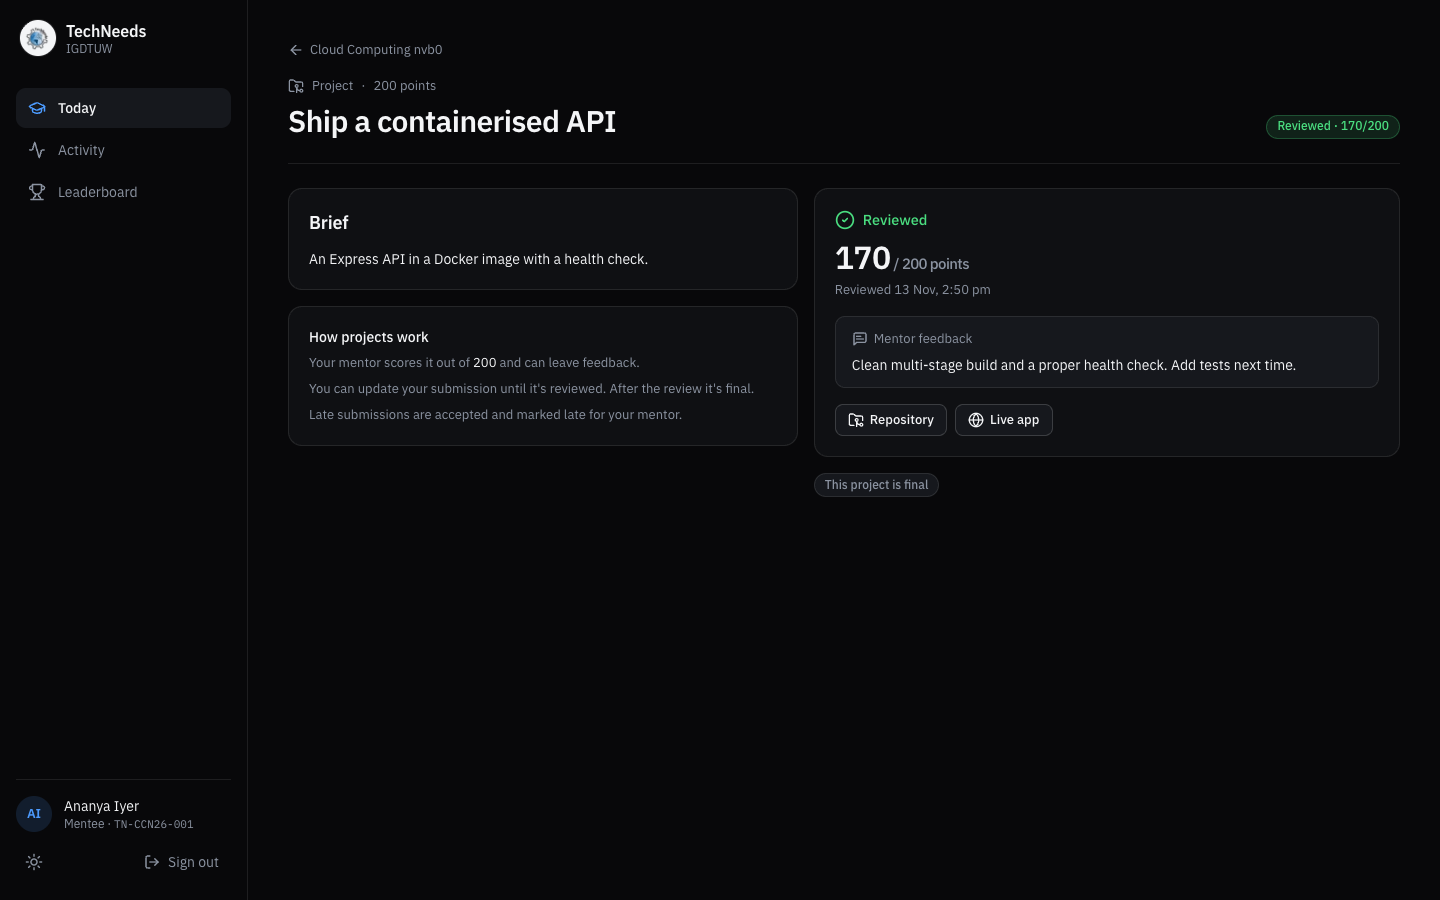 TechNeeds
IGDTUW
Today
Activity
Leaderboard
Ananya Iyer
AI
Mentee · TN-CCN26-001
Sign out
Cloud Computing nvb0
Project · 200 points
Ship a containerised API
Reviewed · 170/200
Brief
An Express API in a Docker image with a health check.
How projects work
Your mentor scores it out of 200 and can leave feedback.
You can update your submission until it's reviewed. After the review it's final.
Late submissions are accepted and marked late for your mentor.
Reviewed
170 / 200 points
Reviewed 13 Nov, 2:50 pm
Mentor feedback
Clean multi-stage build and a proper health check. Add tests next time.
Repository
Live app
This project is final